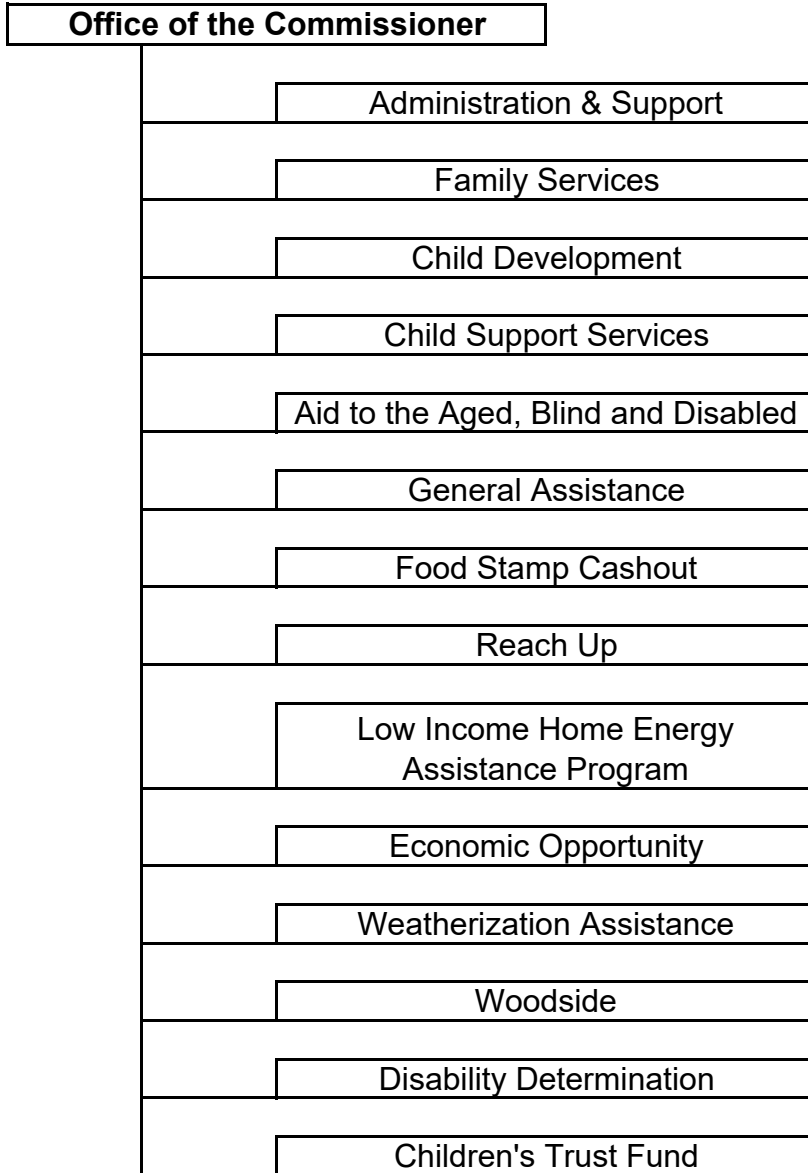 Office of the Commissioner
Administration & Support
Family Services
Child Development
Child Support Services
Aid to the Aged, Blind and Disabled
General Assistance
Food Stamp Cashout
Reach Up
Low Income Home Energy
Assistance Program
Economic Opportunity
Weatherization Assistance
Woodside
Disability Determination
Children's Trust Fund